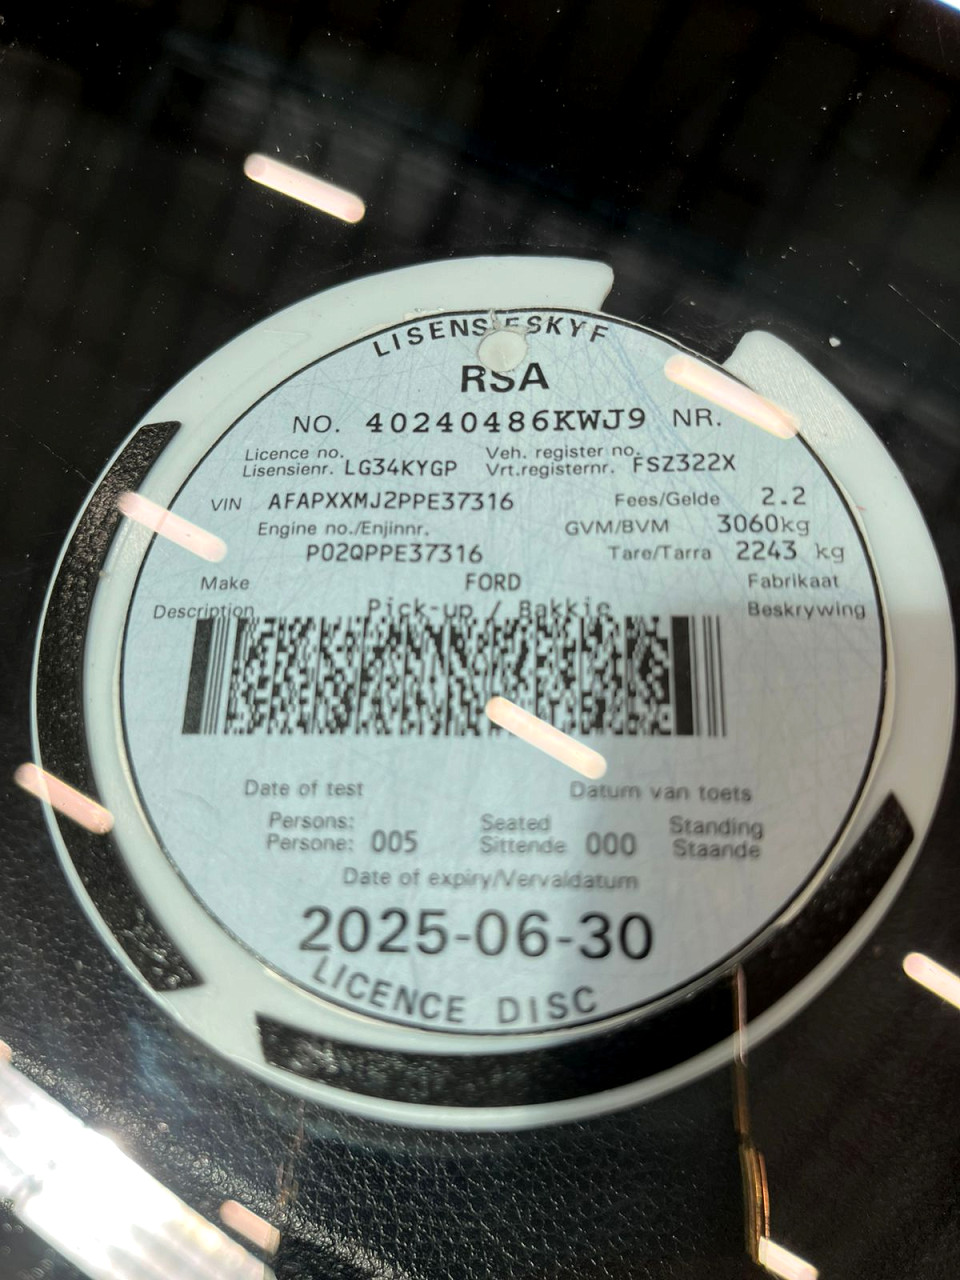 LISENSIESKYF
RSA
NO. 40240486KWJ9 NR.
Licence no. Veh. register no.
Lisensienr. LG34KYGP Vrt.registernr. FSZ322X
VIN AFAPXXMJ2PPE37316 Fees/Gelde 2.2
Engine no./Enjinnr. GVM/BVM 3060kg
P02QPPE37316 Tare/Tarra 2243 kg
Make FORD Fabrikaat
Description Pick-up / Bakkie Beskrywing
Date of test Datum van toets
Persons: Seated Standing
Persone: 005 Sittende 000 Staande
Date of expiry/Vervaldatum
2025-06-30
LICENCE DISC